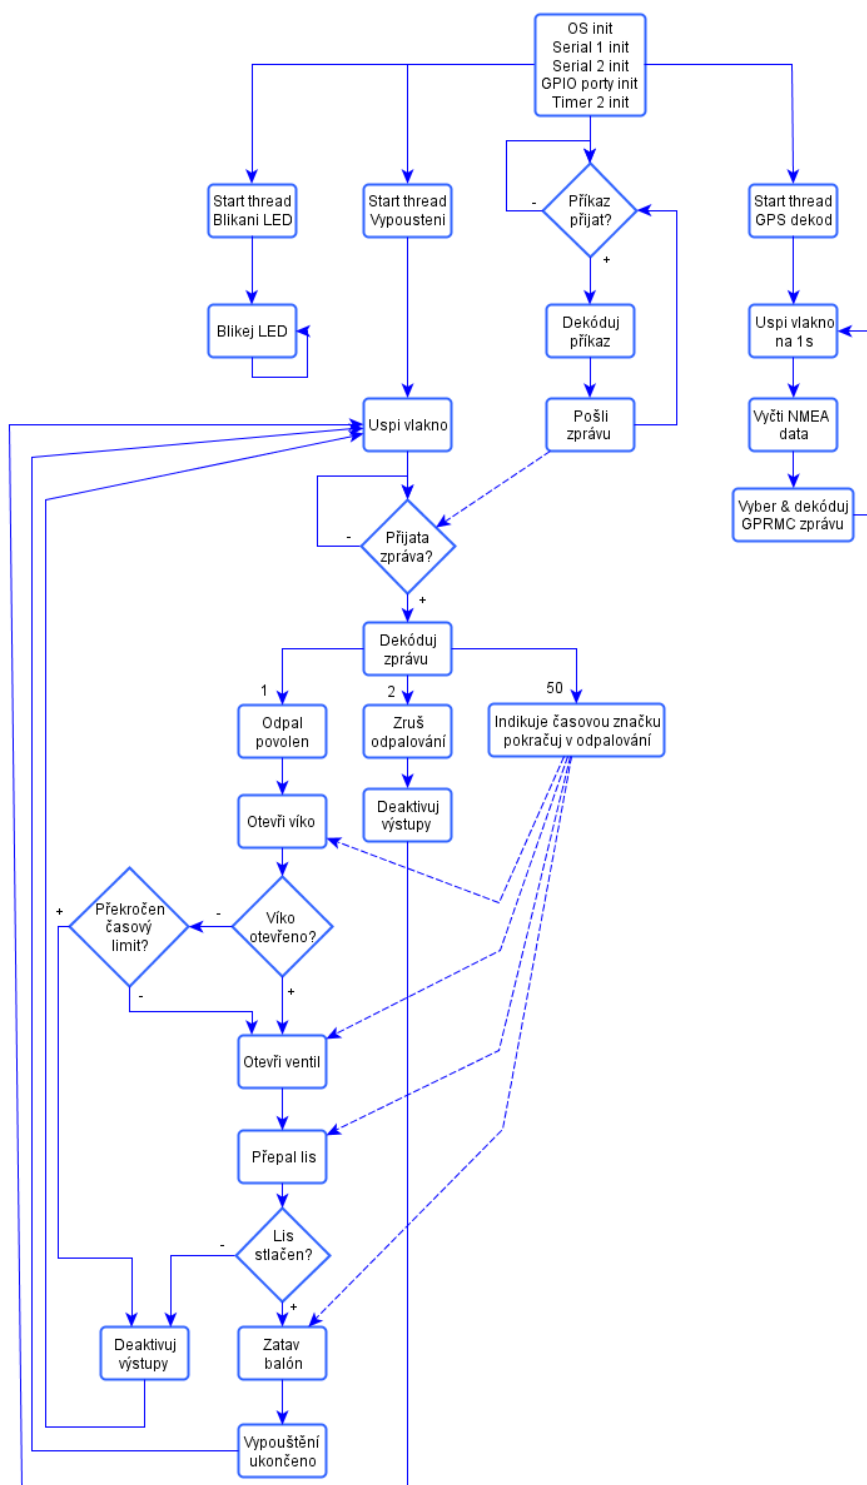 OS init
Serial 1 init
Serial 2 init
GPIO porty init
Timer 2 init
Start thread
Blikani LED
Start thread
Vypousteni
Příkaz
přijat?
-
+
Start thread
GPS dekod
Blikej LED
Dekóduj
příkaz
Uspi vlakno
na 1s
Uspi vlakno
Pošli
zprávu
Vyčti NMEA
data
Vyber & dekóduj
GPRMC zprávu
Přijata
zpráva?
-
+
Dekóduj
zprávu
1
2
50
Odpal
povolen
Zruš
odpalování
Indikuje časovou značku
pokračuj v odpalování
Otevři víko
Deaktivuj
výstupy
Překročen
časový
limit?
+
-
Víko
otevřeno?
-
+
Otevři ventil
Přepal lis
Lis
stlačen?
-
+
Deaktivuj
výstupy
Zatav
balón
Vypouštění
ukončeno